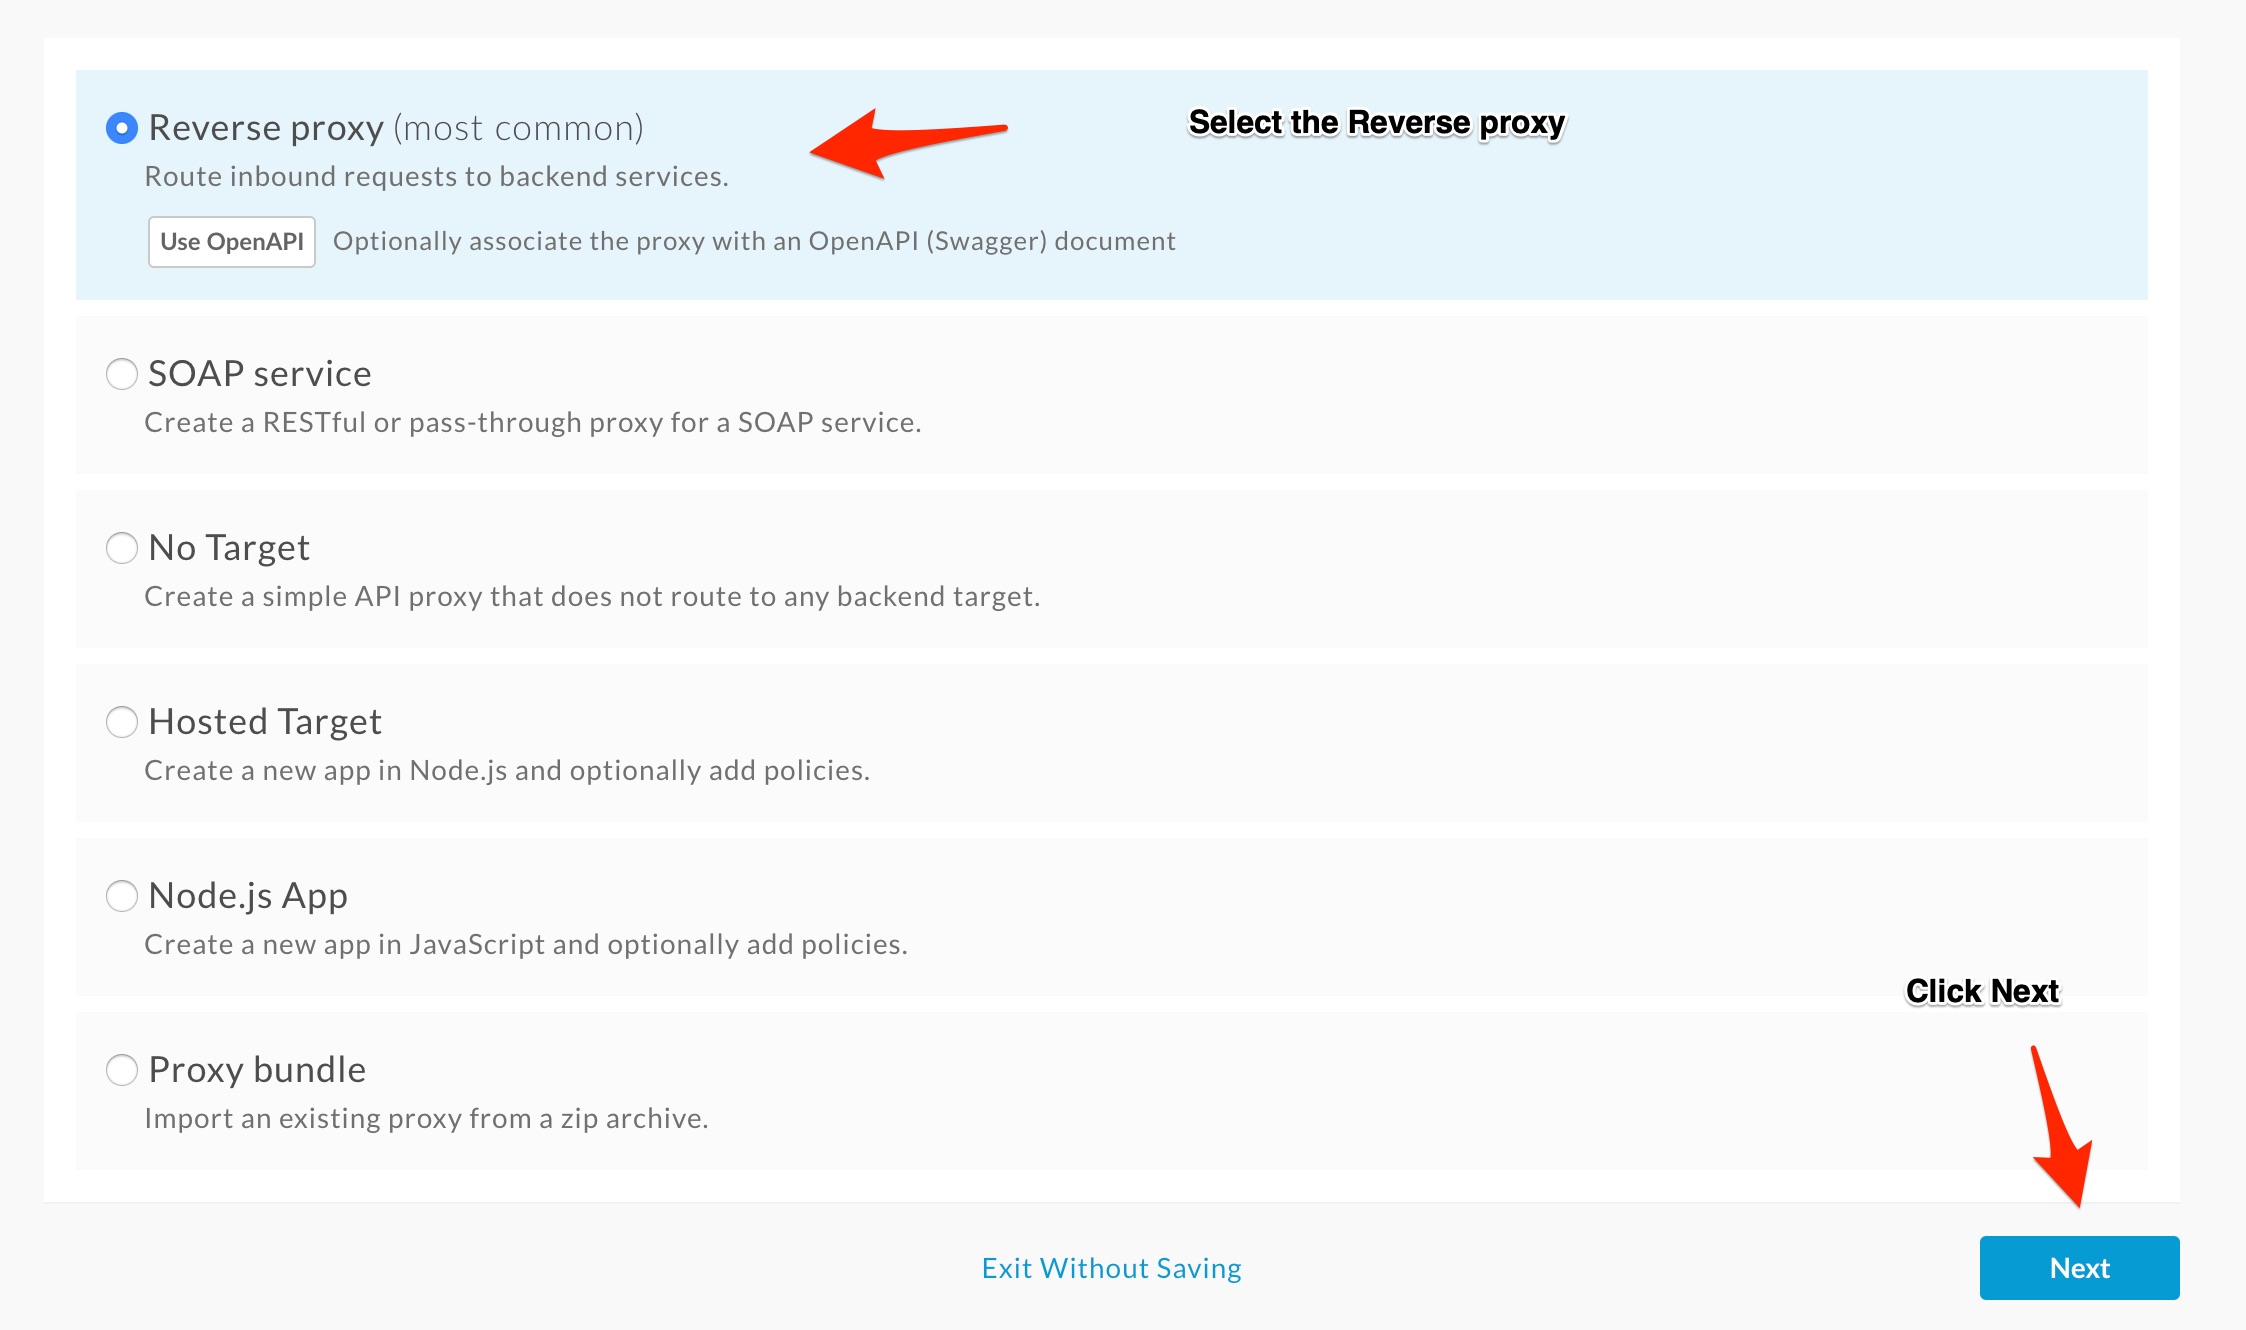 Reverse proxy (most common)
Select the Reverse proxy
Route inbound requests to backend services.
Use OpenAPI
Optionally associate the proxy with an OpenAPI (Swagger) document
SOAP service
Create a RESTful or pass-through proxy for a SOAP service.
No Target
Create a simple API proxy that does not route to any backend target.
Hosted Target
Create a new app in Node.js and optionally add policies.
Node.js App
Create a new app in JavaScript and optionally add policies.
Click Next
Proxy bundle
Import an existing proxy from a zip archive.
Exit Without Saving
Next